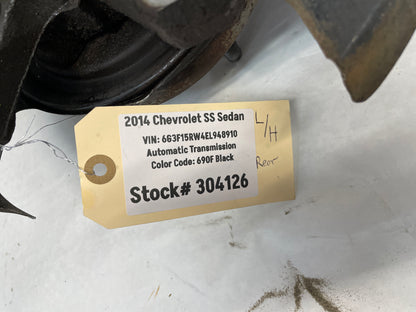 2014 Chevrolet SS Sedan
VIN: 6G3F15RW4EL948910
Automatic Transmission
Color Code: 690F Black
Stock# 304126
L/H
Rear